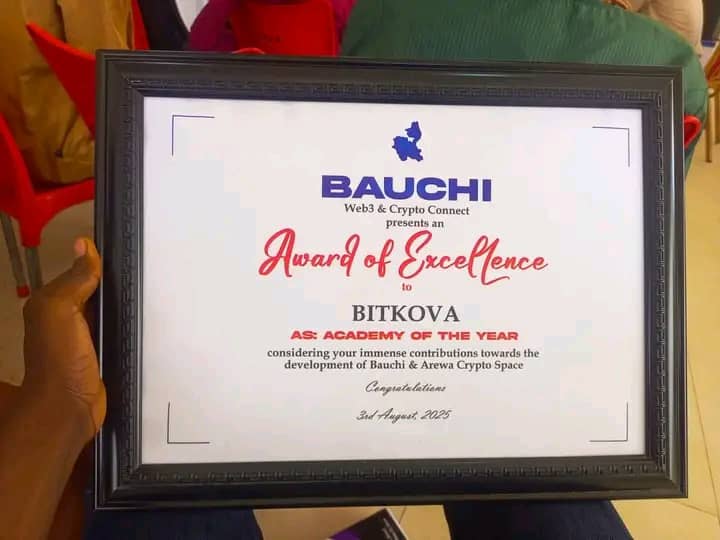 BAUCHI
Web3 & Crypto Connect
presents an
Award of Excellence
to
BITKOVA
AS: ACADEMY OF THE YEAR
considering your immense contributions towards the
development of Bauchi & Arewa Crypto Space
Congratulations
3rd August, 2025